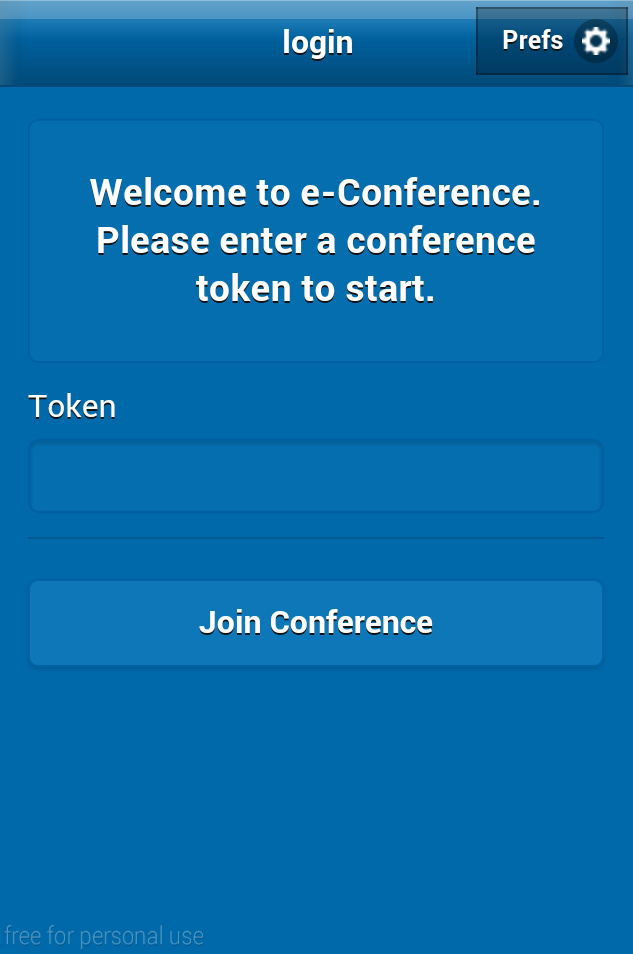 login
Prefs
Welcome to e-Conference.
Please enter a conference
token to start.
Token
Join Conference
free for personal use